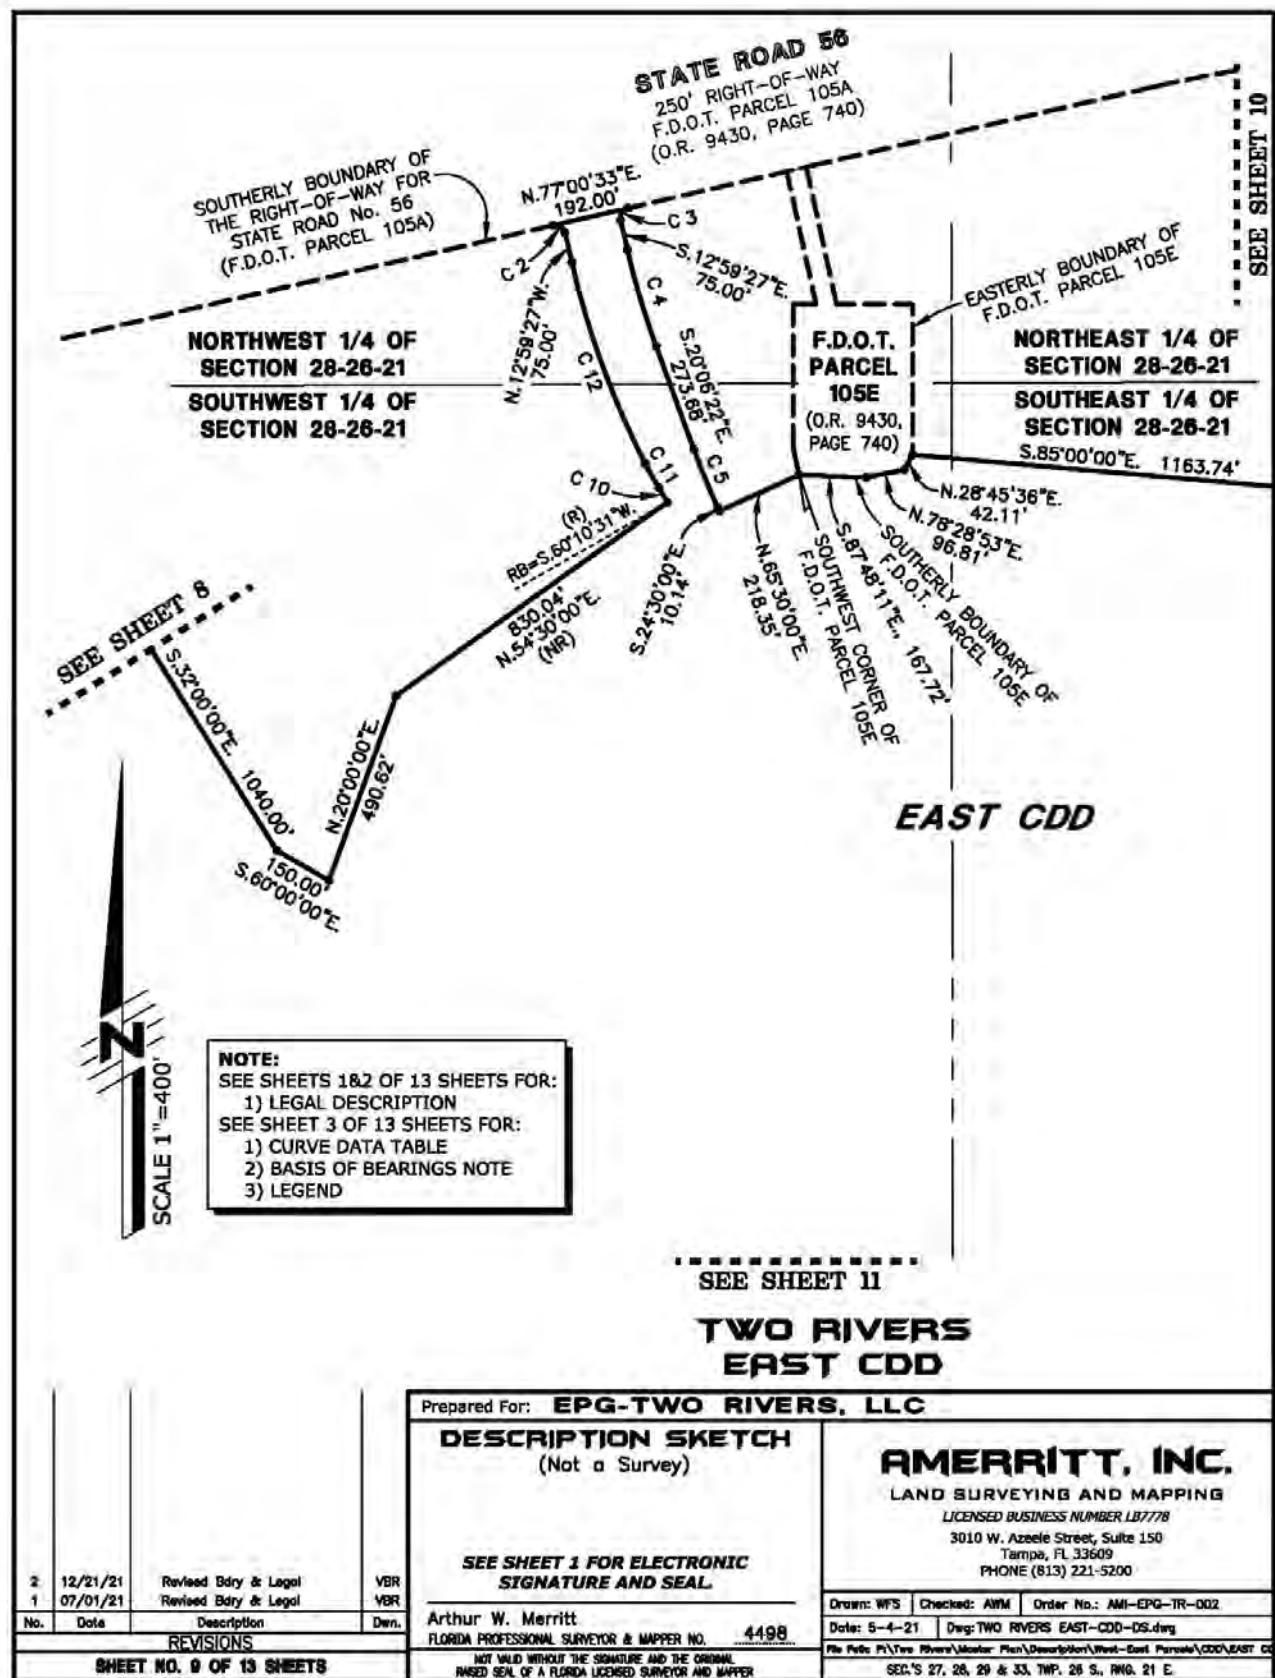 STATE ROAD 56
250' RIGHT-OF-WAY
F.D.O.T. PARCEL 105A
(O.R. 9430, PAGE 740)
SEE SHEET 10
SOUTHERLY BOUNDARY OF
THE RIGHT-OF-WAY FOR
STATE ROAD No. 56
(F.D.O.T. PARCEL 105A)
N.77°00'33"E.
192.00'
C 3
C 2
S.12°59'27"E.
75.00'
N.12°59'27"W.
75.00'
C 4
C 12
EASTERLY BOUNDARY OF
F.D.O.T. PARCEL 105E
NORTHWEST 1/4 OF
SECTION 28-26-21
SOUTHWEST 1/4 OF
SECTION 28-26-21
S.20°06'22"E.
273.68'
F.D.O.T.
PARCEL
105E
(O.R. 9430,
PAGE 740)
NORTHEAST 1/4 OF
SECTION 28-26-21
SOUTHEAST 1/4 OF
SECTION 28-26-21
S.85°00'00"E. 1163.74'
C 5
C 11
C 10
(R)
RB=S.60°10'31"W.
830.04'
N.54°30'00"E.
(NR)
S.24°30'00"E.
10.14'
N.65°30'00"E.
218.35'
SOUTHWEST CORNER OF
F.D.O.T. PARCEL 105E
S.87°48'11"E., 167.72'
SOUTHERLY BOUNDARY OF
F.D.O.T. PARCEL 105E
N.78°28'53"E.
96.81'
N.28°45'36"E.
42.11'
SEE SHEET 8
S.32°00'00"E. 1040.00'
N.20°00'00"E.
490.62'
150.00'
S.60°00'00"E.
EAST CDD
N
SCALE 1"=400'
NOTE:
SEE SHEETS 1&2 OF 13 SHEETS FOR:
1) LEGAL DESCRIPTION
SEE SHEET 3 OF 13 SHEETS FOR:
1) CURVE DATA TABLE
2) BASIS OF BEARINGS NOTE
3) LEGEND
SEE SHEET 11
TWO RIVERS
EAST CDD
Prepared For: EPG-TWO RIVERS, LLC
DESCRIPTION SKETCH
(Not a Survey)
SEE SHEET 1 FOR ELECTRONIC
SIGNATURE AND SEAL
Arthur W. Merritt
FLORIDA PROFESSIONAL SURVEYOR & MAPPER NO. 4498
NOT VALID WITHOUT THE SIGNATURE AND THE ORIGINAL
RAISED SEAL OF A FLORIDA LICENSED SURVEYOR AND MAPPER
AMERRITT, INC.
LAND SURVEYING AND MAPPING
LICENSED BUSINESS NUMBER LB7778
3010 W. Azeele Street, Suite 150
Tampa, FL 33609
PHONE (813) 221-5200
Drawn: WFS Checked: AWM Order No.: AMI-EPG-TR-002
Date: 5-4-21 Dwg: TWO RIVERS EAST-CDD-DS.dwg
File Path: P:\Two Rivers\Master Plan\Description\West-East Parcels\CDD\EAST
SEC.'S 27, 28, 29 & 33, TWP. 26 S., RNG. 21 E.
2 12/21/21 Revised Bdry & Legal VBR
1 07/01/21 Revised Bdry & Legal VBR
No. Date Description Dwn.
REVISIONS
SHEET NO. 9 OF 13 SHEETS